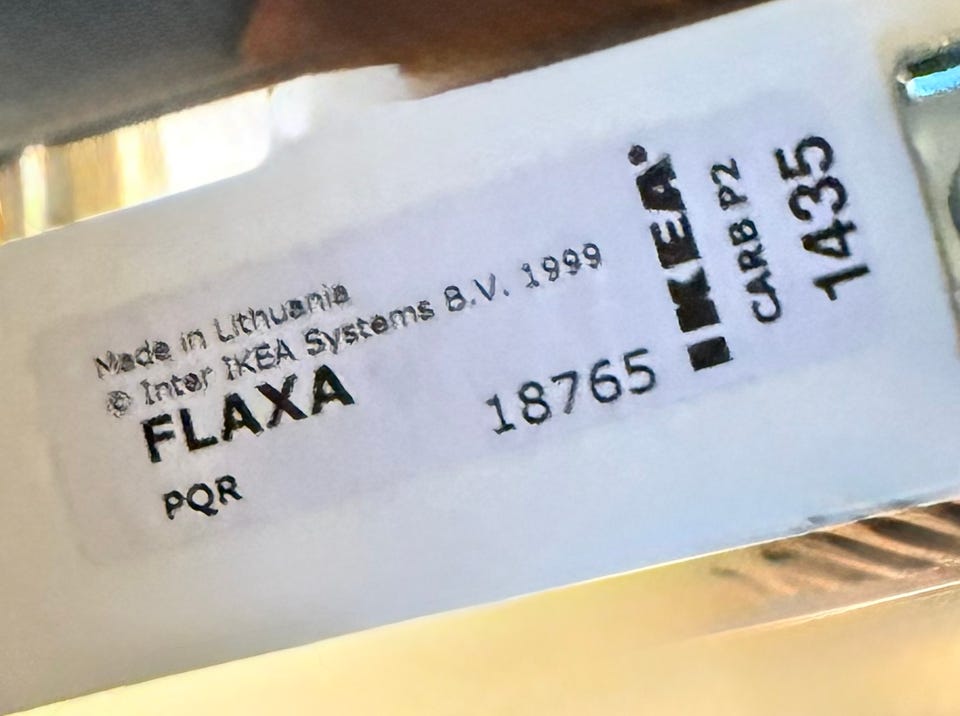 Made in Lithuania
© Inter IKEA Systems B.V. 1999
FLAXA
PQR
18765
IKEA
CARB P2
1435